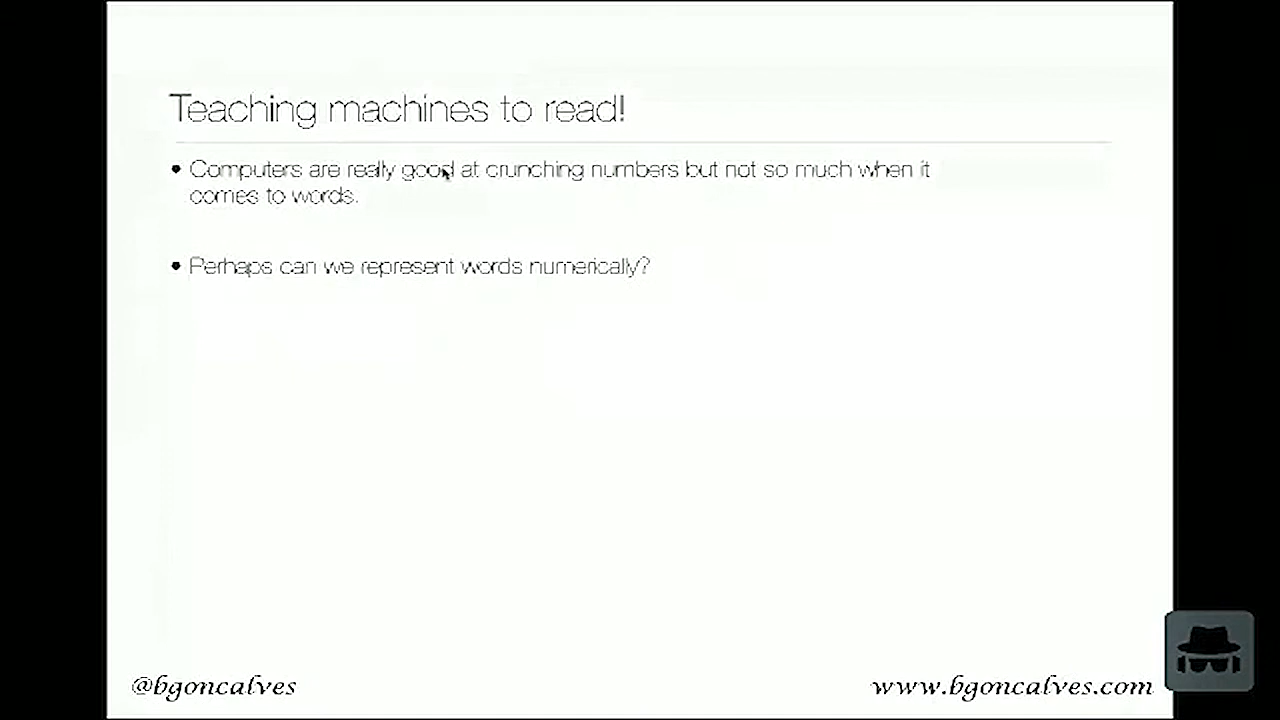 Teaching machines to read!
• Computers are really good at crunching numbers but not so much when it
comes to words.
• Perhaps can we represent words numerically?
@bgoncalves
www.bgoncalves.com